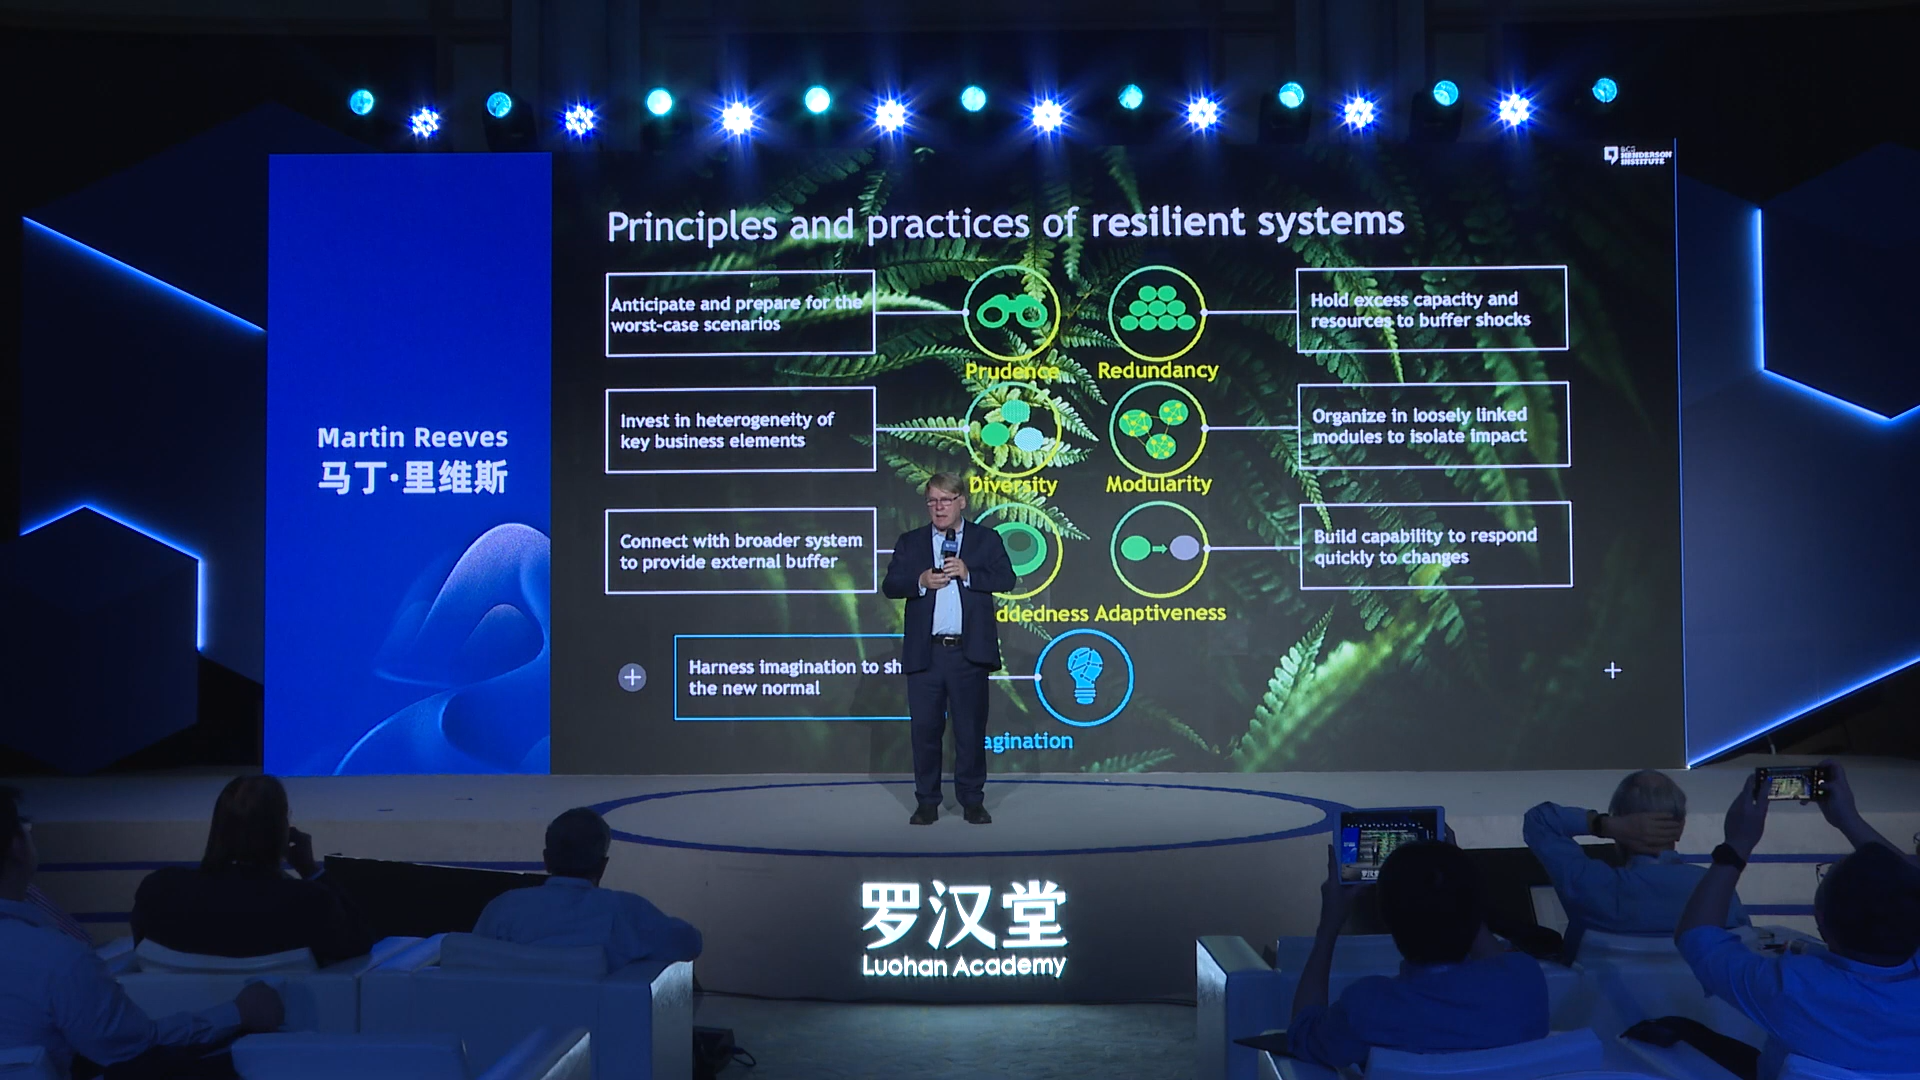 BCG
HENDERSON
INSTITUTE
Principles and practices of resilient systems
Anticipate and prepare for the
worst-case scenarios
Prudence
Redundancy
Hold excess capacity and
resources to buffer shocks
Invest in heterogeneity of
key business elements
Diversity
Modularity
Organize in loosely linked
modules to isolate impact
Martin Reeves
马丁·里维斯
Connect with broader system
to provide external buffer
ddedness Adaptiveness
Build capability to respond
quickly to changes
Harness imagination to sh
the new normal
agination
罗汉堂
Luohan Academy